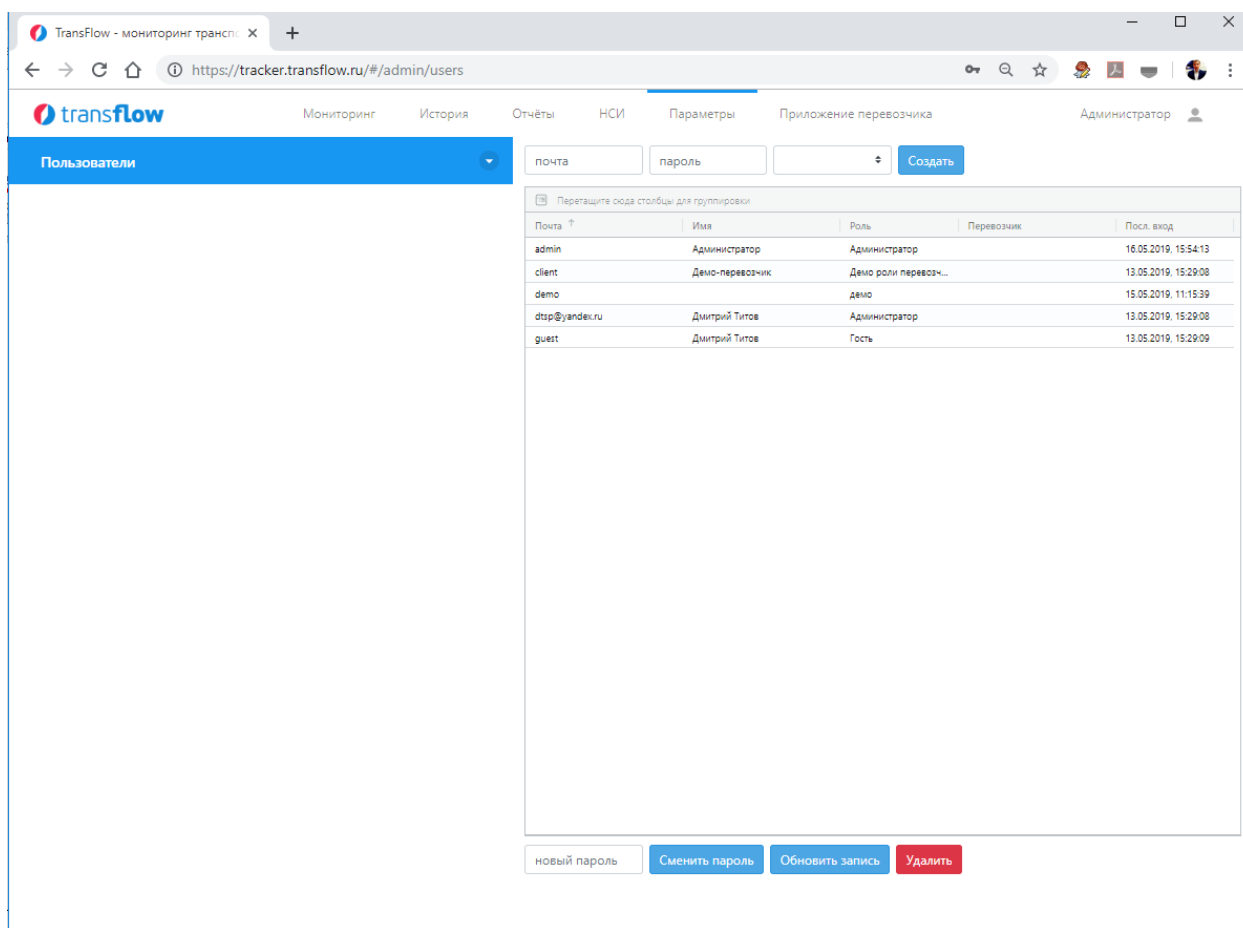 TransFlow - мониторинг трансп
https://tracker.transflow.ru/#/admin/users
transflow Мониторинг История Отчёты НСИ Параметры Приложение перевозчика Администратор
Пользователи почта пароль Создать
Перетащите сюда столбцы для группировки
Почта Имя Роль Перевозчик Посл. вход
admin Администратор Администратор 16.05.2019, 15:54:13
client Демо-перевозчик Демо роли перевозч... 13.05.2019, 15:29:08
demo демо 15.05.2019, 11:15:39
dtsp@yandex.ru Дмитрий Титов Администратор 13.05.2019, 15:29:08
guest Дмитрий Титов Гость 13.05.2019, 15:29:09
новый пароль Сменить пароль Обновить запись Удалить